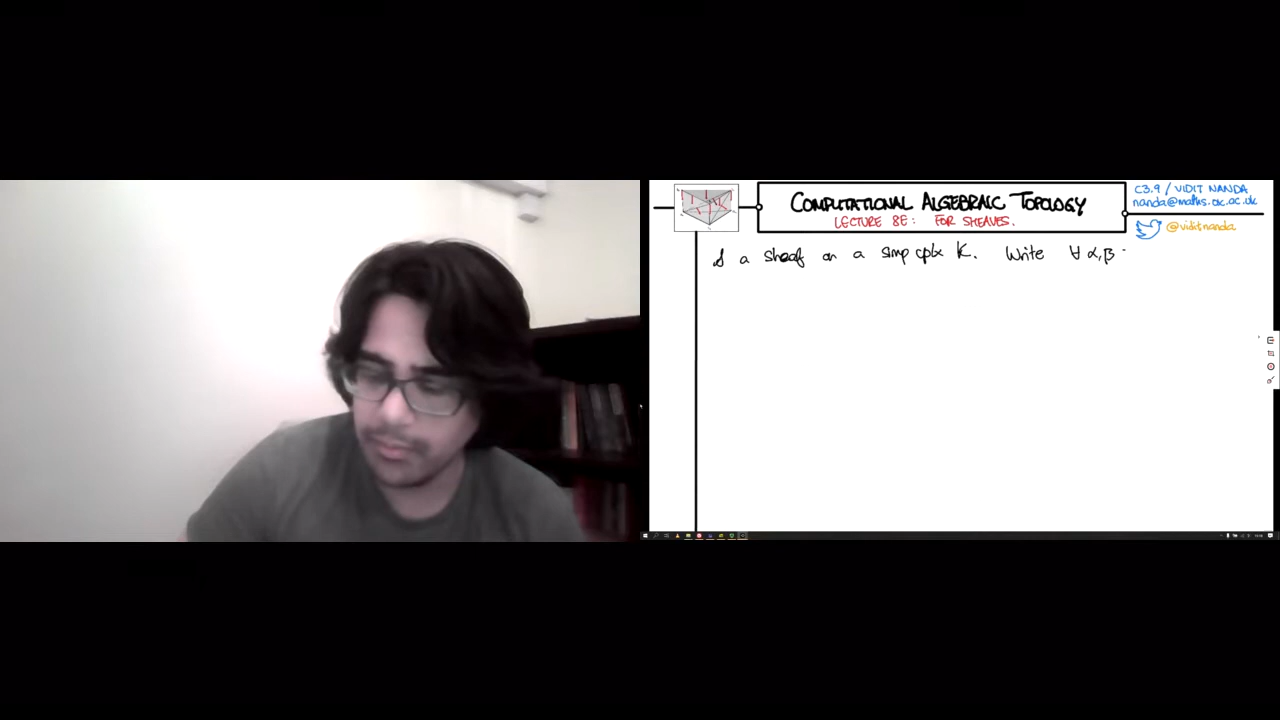 COMPUTATIONAL ALGEBRAIC TOPOLOGY
LECTURE 8E: FOR SHEAVES.
C3.9 / VIDIT NANDA
nanda@maths.ox.ac.uk
@viditnanda
S a sheaf on a simp cplx K. Write ∀ α,β